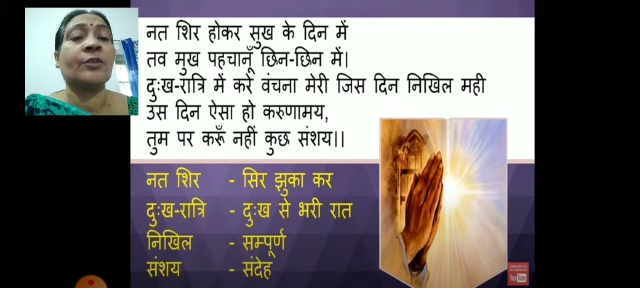 नत शिर होकर सुख के दिन में
तव मुख पहचानूँ छिन-छिन में।
दुःख-रात्रि में करे वंचना मेरी जिस दिन निखिल मही
उस दिन ऐसा हो करुणामय,
तुम पर करूँ नहीं कुछ संशय।।
नत शिर - सिर झुका कर
दुःख-रात्रि - दुःख से भरी रात
निखिल - सम्पूर्ण
संशय - संदेह